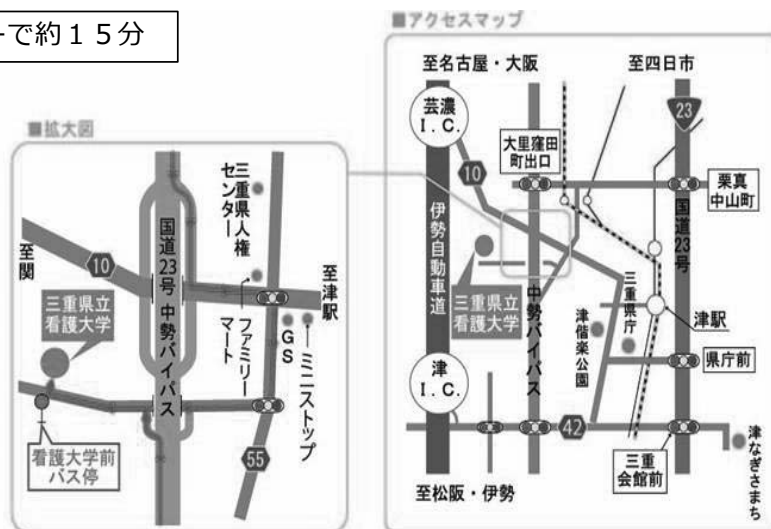 ーで約１５分
■アクセスマップ
至名古屋・大阪
至四日市
芸濃
I.C.
23
大里窪田
町出口
10
栗真
中山町
伊勢自動車道
国道23号
三重県立
看護大学
中勢バイパス
三重県庁
津偕楽公園
津駅
県庁前
津
I.C.
42
三重
会館前
津なぎさまち
至松阪・伊勢
■拡大図
三重県人権
センター
国道23号 中勢バイパス
至関
10
至津駅
三重県立
看護大学
ファミリー
マート
GS
ミニストップ
看護大学前
バス停
55